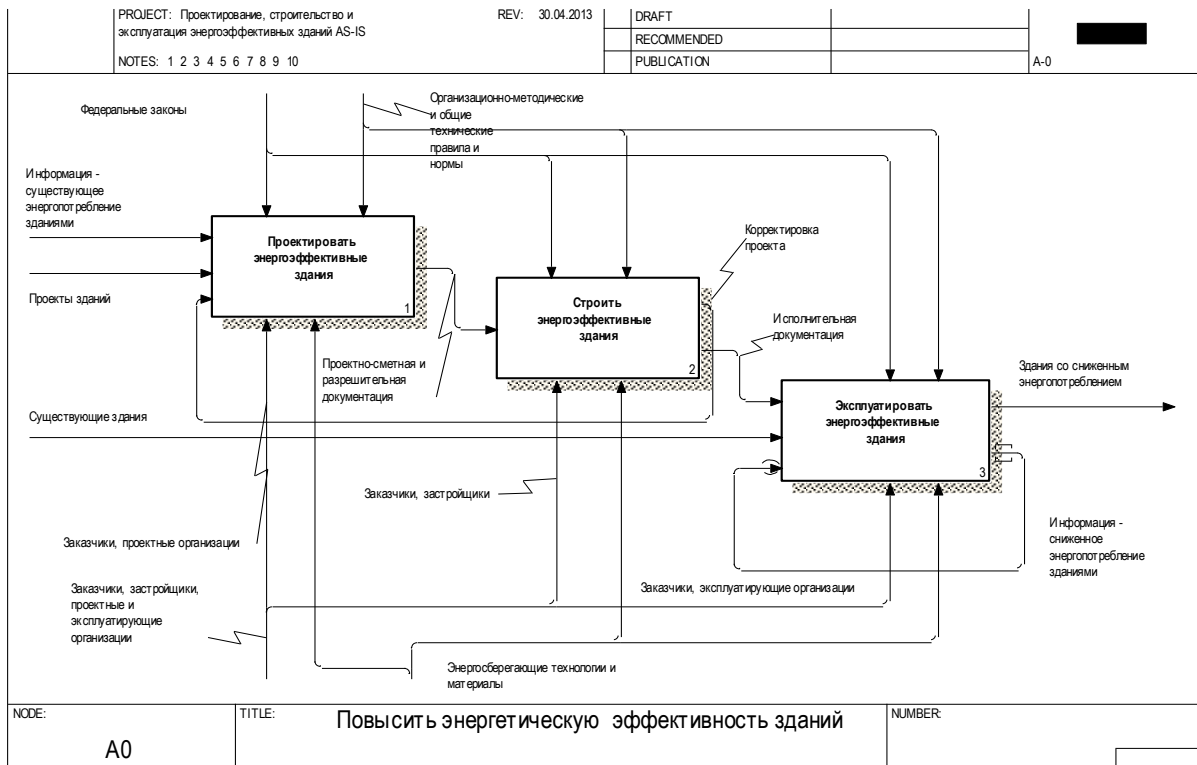 PROJECT: Проектирование, строительство и
эксплуатация энергоэффективных зданий AS-IS
REV: 30.04.2013
NOTES: 1 2 3 4 5 6 7 8 9 10
DRAFT
RECOMMENDED
PUBLICATION
A-0
Федеральные законы
Организационно-методические
и общие
технические
правила и
нормы
Информация -
существующее
энергопотребление
зданиями
Проекты зданий
Проектировать
энергоэффективные
здания
1
Корректировка
проекта
Строить
энергоэффективные
здания
2
Исполнительная
документация
Проектно-сметная и
разрешительная
документация
Здания со сниженным
энергопотреблением
Существующие здания
Эксплуатировать
энергоэффективные
здания
3
Заказчики, застройщики
Заказчики, проектные организации
Информация -
сниженное
энергопотребление
зданиями
Заказчики, застройщики,
проектные и
эксплуатирующие
организации
Заказчики, эксплуатирующие организации
Энергосберегающие технологии и
материалы
NODE:
A0
TITLE:
Повысить энергетическую эффективность зданий
NUMBER: